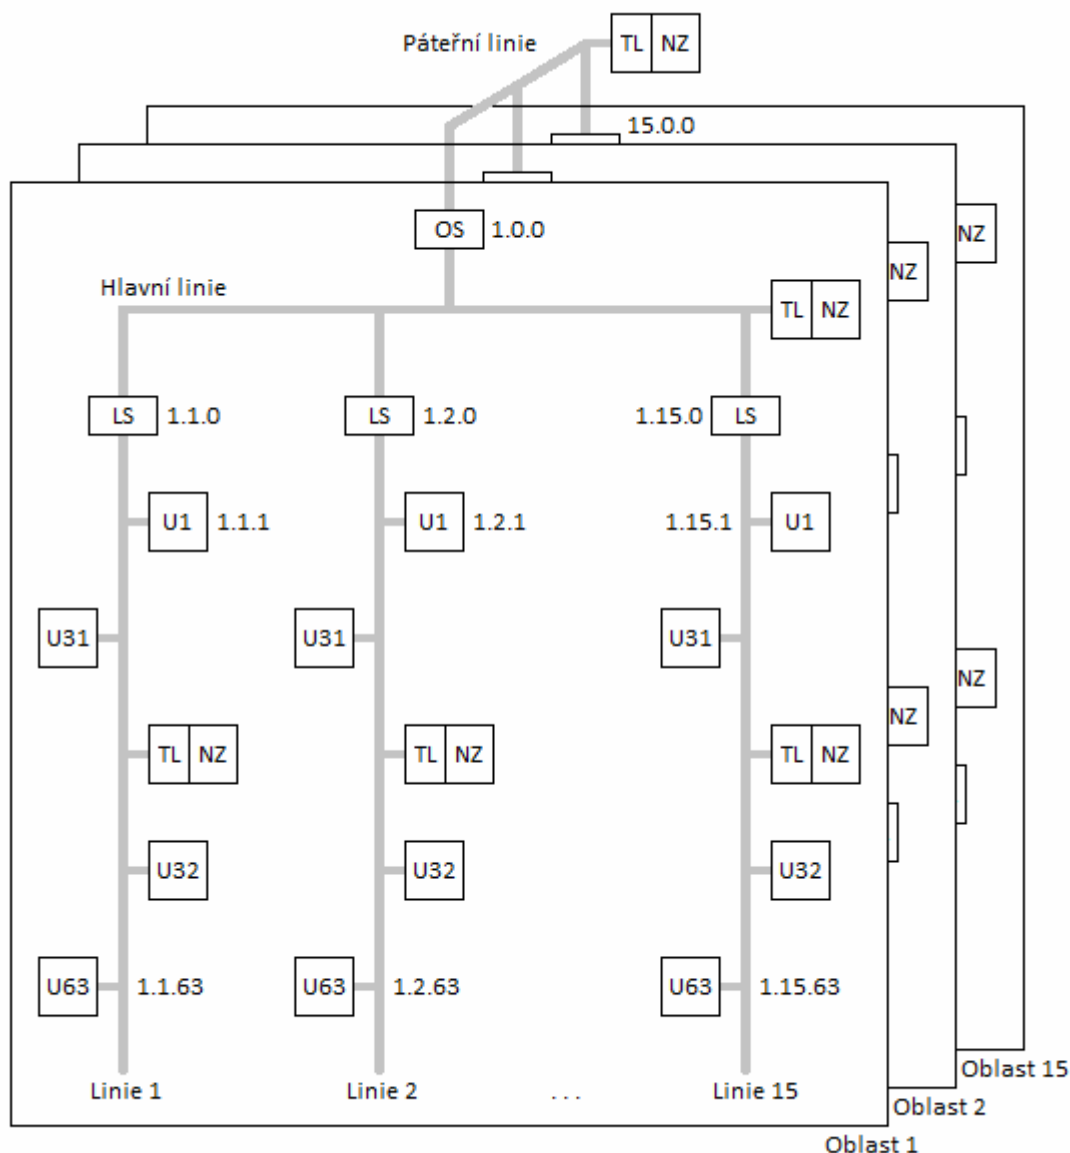 Páteřní linie TL NZ
15.0.0
OS 1.0.0
NZ
NZ
Hlavní linie
TL NZ
LS 1.1.0 LS 1.2.0 1.15.0 LS
U1 1.1.1 U1 1.2.1 1.15.1 U1
U31 U31 U31
NZ
NZ
TL NZ TL NZ TL NZ
U32 U32 U32
U63 1.1.63 U63 1.2.63 U63 1.15.63
Linie 1 Linie 2 ... Linie 15
Oblast 15
Oblast 2
Oblast 1